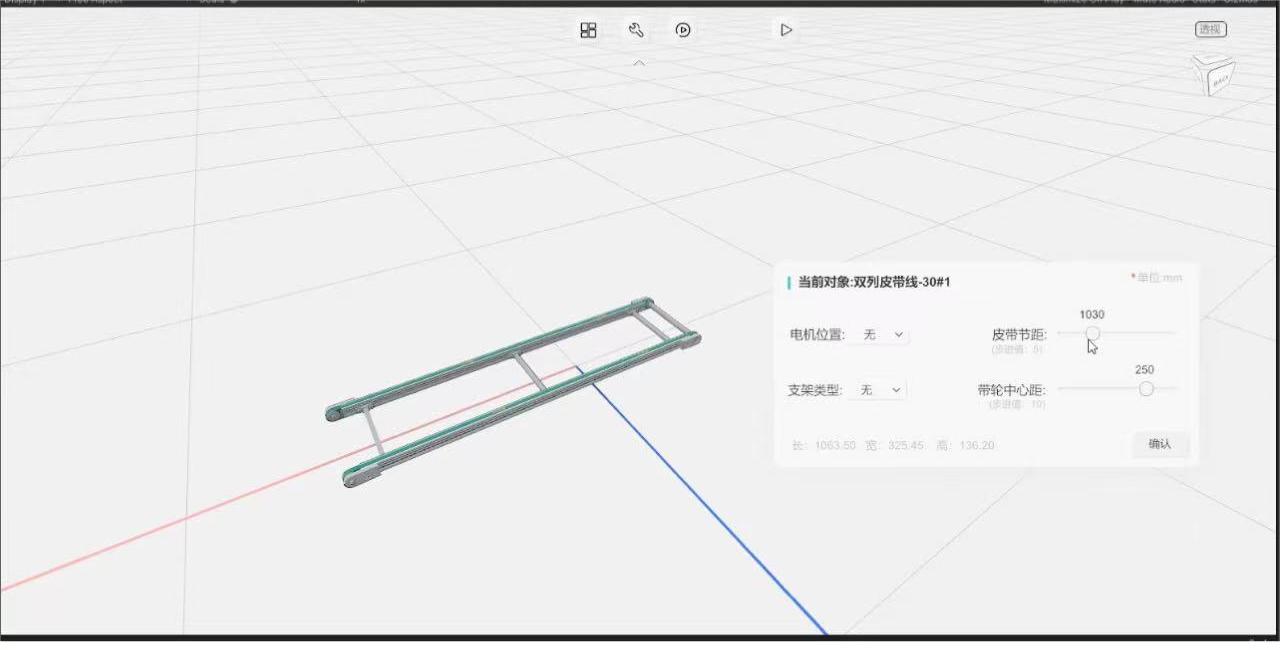 透视
BACK
当前对象:双列皮带线-30#1
*单位:mm
电机位置: 无
皮带节距: 1030
(步进值: 5)
支架类型: 无
带轮中心距: 250
(步进值: 10)
长: 1063.50 宽: 325.45 高: 136.20
确认